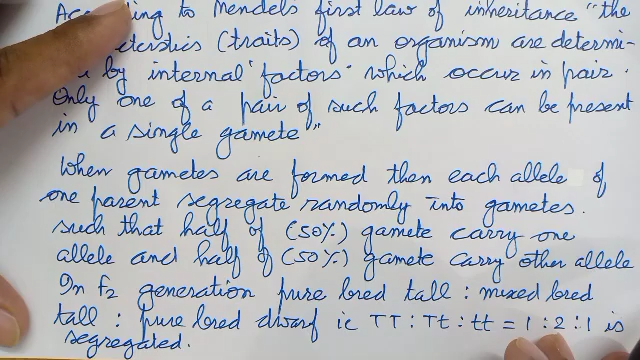 According to Mendels first law of inheritance "the
teristics (traits) of an organism are determi-
by internal 'factors' which occur in pair.
Only one of a pair of such factors can be present
in a single gamete"
When gametes are formed then each allele of
one parent segregate randomly into gametes.
such that half of (50%) gamete carry one
allele and half of (50%) gamete carry other allele
In f2 generation pure bred tall : mixed bred
tall : pure bred dwarf ie TT : Tt : tt = 1 : 2 : 1 is
segregated.